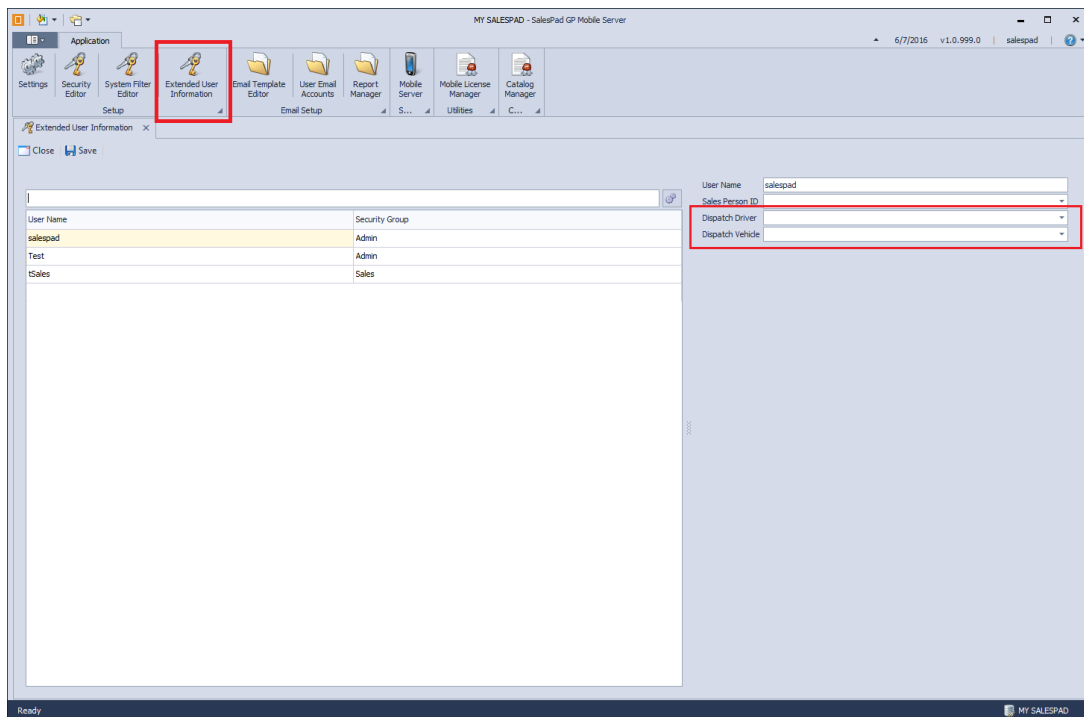 MY SALESPAD - SalesPad GP Mobile Server
Application
6/7/2016 v1.0.999.0 | salespad |
Settings
Security Editor
System Filter Editor
Extended User Information
Email Template Editor
User Email Accounts
Report Manager
Mobile Server
Mobile License Manager
Catalog Manager
Setup
Email Setup
S...
Utilities
C...
Extended User Information
Close Save
User Name salespad
Sales Person ID
Dispatch Driver
Dispatch Vehicle
User Name Security Group
salespad Admin
Test Admin
tSales Sales
Ready MY SALESPAD